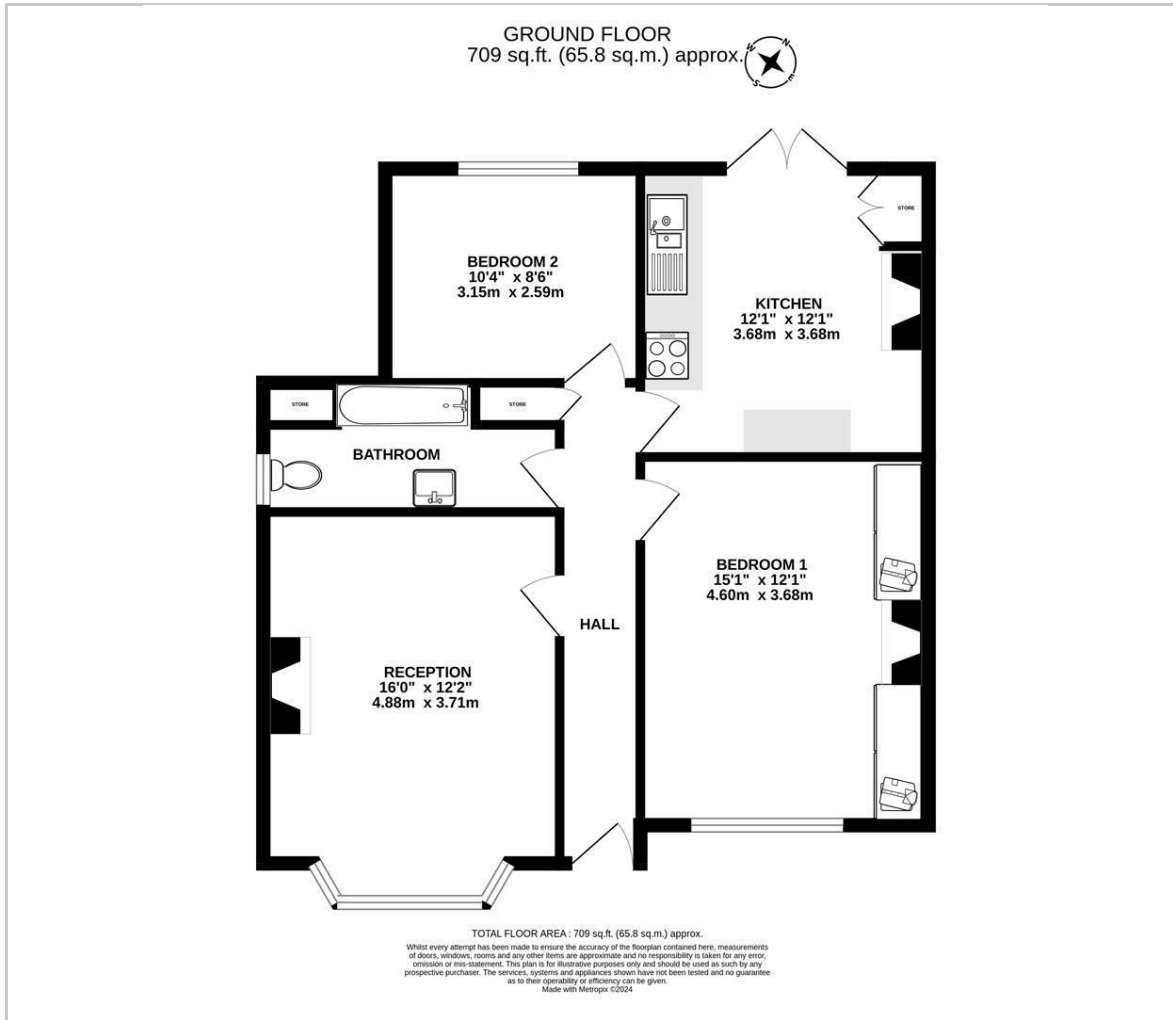 GROUND FLOOR
709 sq.ft. (65.8 sq.m.) approx.
N
E
S
W
BEDROOM 2
10'4" x 8'6"
3.15m x 2.59m
STORE
KITCHEN
12'1" x 12'1"
3.68m x 3.68m
STORE
STORE
BATHROOM
BEDROOM 1
15'1" x 12'1"
4.60m x 3.68m
HALL
RECEPTION
16'0" x 12'2"
4.88m x 3.71m
TOTAL FLOOR AREA : 709 sq.ft. (65.8 sq.m.) approx.
Whilst every attempt has been made to ensure the accuracy of the floorplan contained here, measurements
of doors, windows, rooms and any other items are approximate and no responsibility is taken for any error,
omission or mis-statement. This plan is for illustrative purposes only and should be used as such by any
prospective purchaser. The services, systems and appliances shown have not been tested and no guarantee
as to their operability or efficiency can be given.
Made with Metropix ©2024